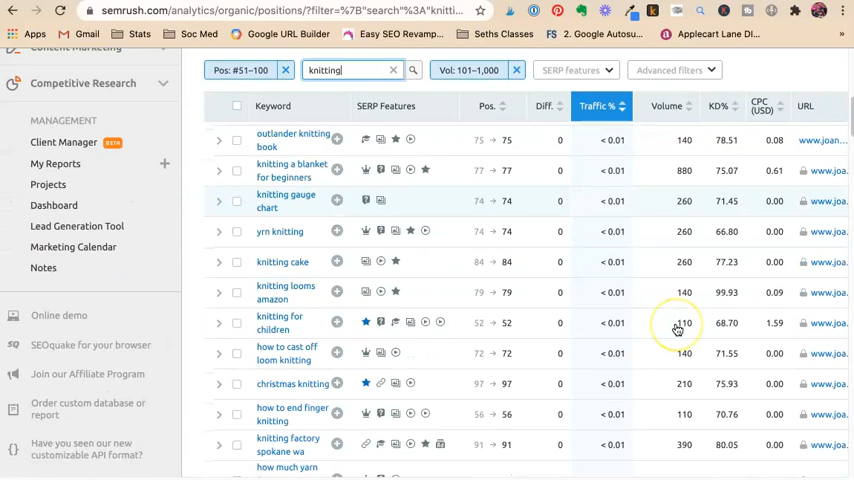 semrush.com/analytics/organic/positions/?filter=%7B"search"%3A"knitti...
Apps
Gmail
Stats
Social
Google URL Builder
Easy SEO Revamp...
Seths Classes
2. Google Autosu...
Applecart Lane Dl...
Content Marketing
Competitive Research
MANAGEMENT
Client Manager BETA
My Reports
Projects
Dashboard
Lead Generation Tool
Marketing Calendar
Notes
Online demo
SEOquake for your browser
Join our Affiliate Program
Order custom database or
report
Have you seen our new
customizable API format?
Pos: #51–100
knitting
Vol: 101–1,000
SERP features
Advanced filters
Keyword SERP Features Pos. Diff. Traffic % Volume KD% CPC (USD) URL
outlander knitting
book
75 → 75 0 < 0.01 140 78.51 0.08 www.joan...
knitting a blanket
for beginners
77 → 77 0 < 0.01 880 75.07 0.61 www.joa...
knitting gauge
chart
74 → 74 0 < 0.01 260 71.45 0.00 www.joa...
yrn knitting 74 → 74 0 < 0.01 260 66.80 0.00 www.joa...
knitting cake 84 → 84 0 < 0.01 260 77.23 0.00 www.joa...
knitting looms
amazon
79 → 79 0 < 0.01 140 99.93 0.09 www.joa...
knitting for
children
52 → 52 0 < 0.01 110 68.70 1.59 www.joa...
how to cast off
loom knitting
72 → 72 0 < 0.01 140 71.55 0.00 www.joa...
christmas knitting 97 → 97 0 < 0.01 210 75.93 0.00 www.joa...
how to end finger
knitting
56 → 56 0 < 0.01 110 70.76 0.00 www.joa...
knitting factory
spokane wa
91 → 91 0 < 0.01 390 80.05 0.00 www.joa...
how much yarn